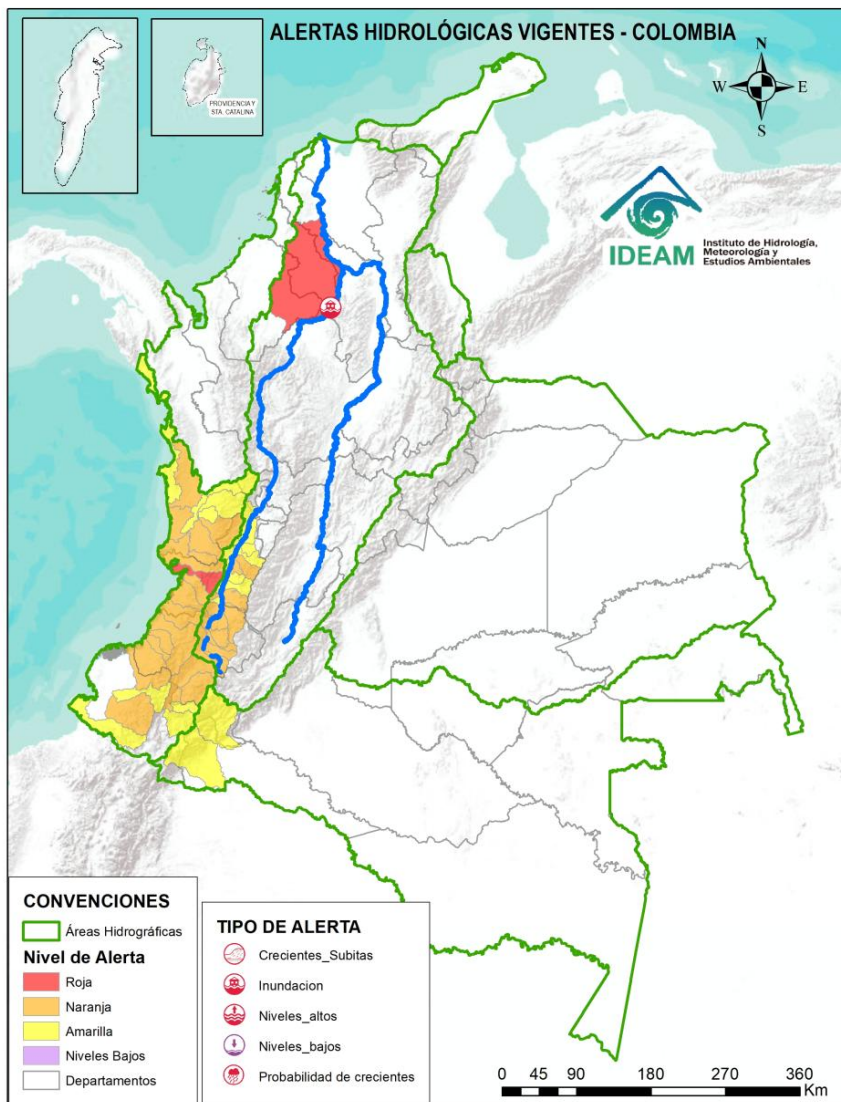 ALERTAS HIDROLÓGICAS VIGENTES - COLOMBIA
PROVIDENCIA Y
STA. CATALINA
N
W
E
S
IDEAM
Instituto de Hidrología,
Meteorología y
Estudios Ambientales
CONVENCIONES
Áreas Hidrográficas
Nivel de Alerta
Roja
Naranja
Amarilla
Niveles Bajos
Departamentos
TIPO DE ALERTA
Crecientes_Subitas
Inundacion
Niveles_altos
Niveles_bajos
Probabilidad de crecientes
0 45 90 180 270 360
Km